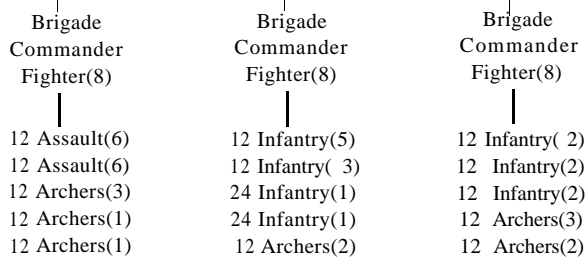 Brigade
Commander
Fighter(8)
12 Assault(6)
12 Assault(6)
12 Archers(3)
12 Archers(1)
12 Archers(1)
Brigade
Commander
Fighter(8)
12 Infantry(5)
12 Infantry( 3)
24 Infantry(1)
24 Infantry(1)
12 Archers(2)
Brigade
Commander
Fighter(8)
12 Infantry( 2)
12 Infantry(2)
12 Infantry(2)
12 Archers(3)
12 Archers(2)